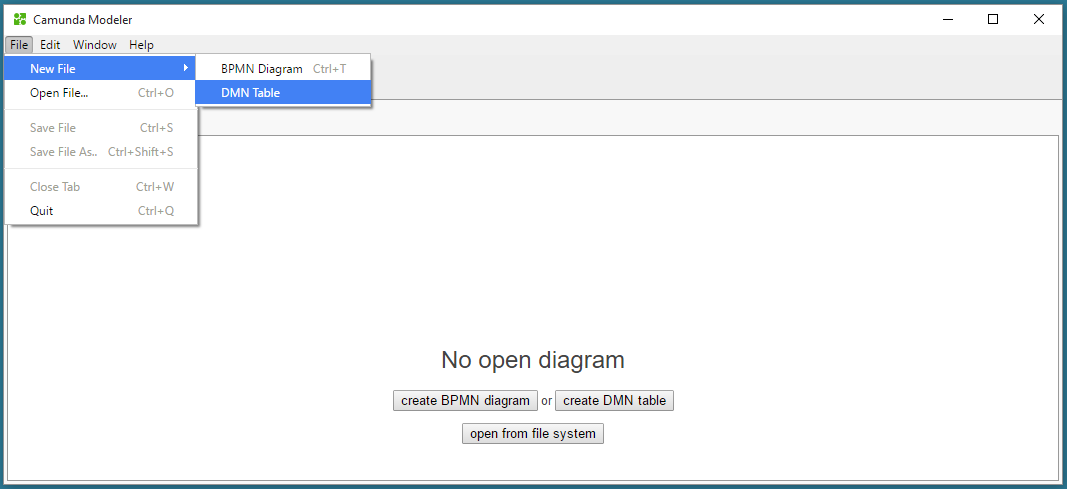 Camunda Modeler
File Edit Window Help
New File
BPMN Diagram Ctrl+T
Open File... Ctrl+O
DMN Table
Save File Ctrl+S
Save File As.. Ctrl+Shift+S
Close Tab Ctrl+W
Quit Ctrl+Q
No open diagram
create BPMN diagram or create DMN table
open from file system